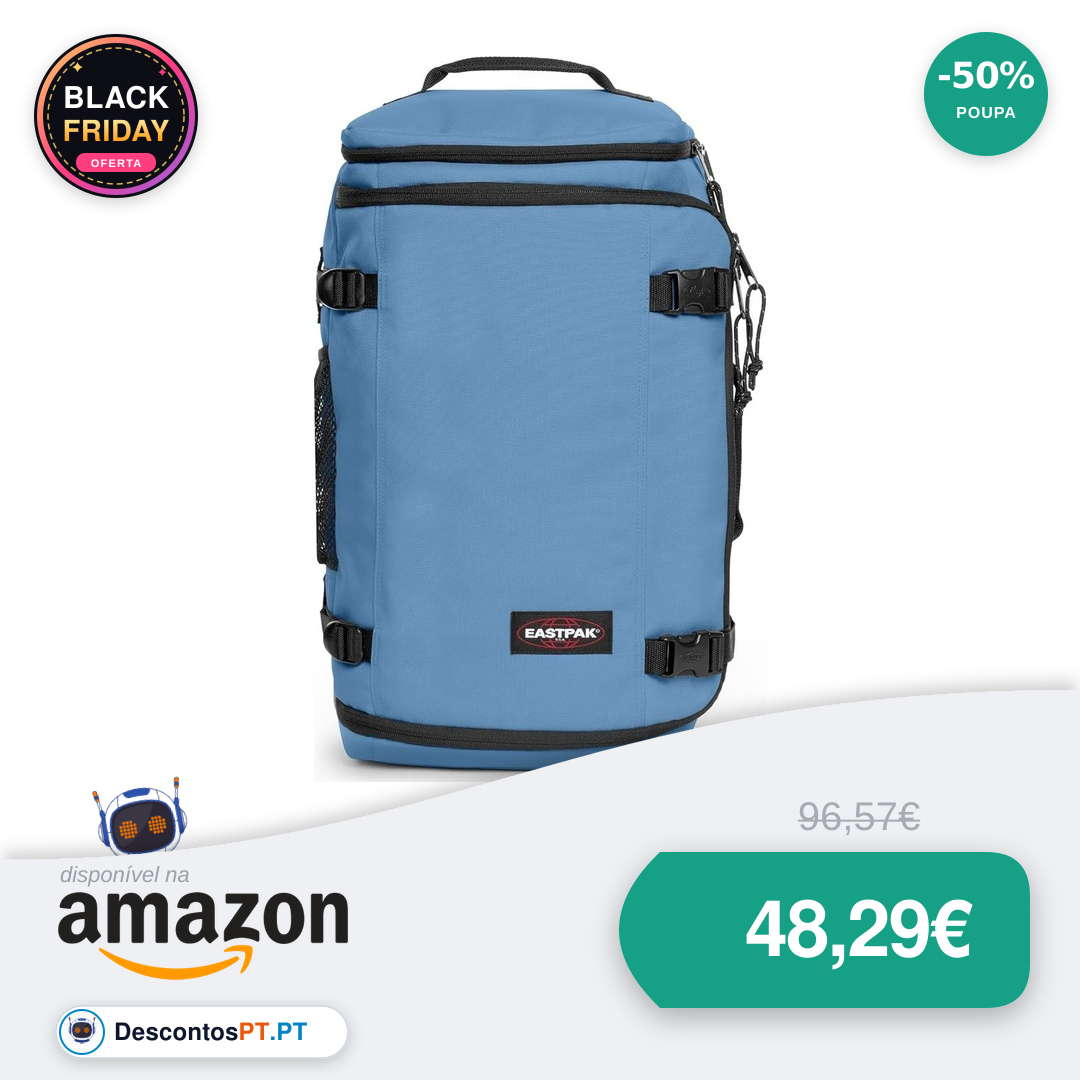 BLACK
FRIDAY
OFERTA
-50%
POUPA
EASTPAK®
96,57€
disponível na
amazon
48,29€
DescontosPT.PT